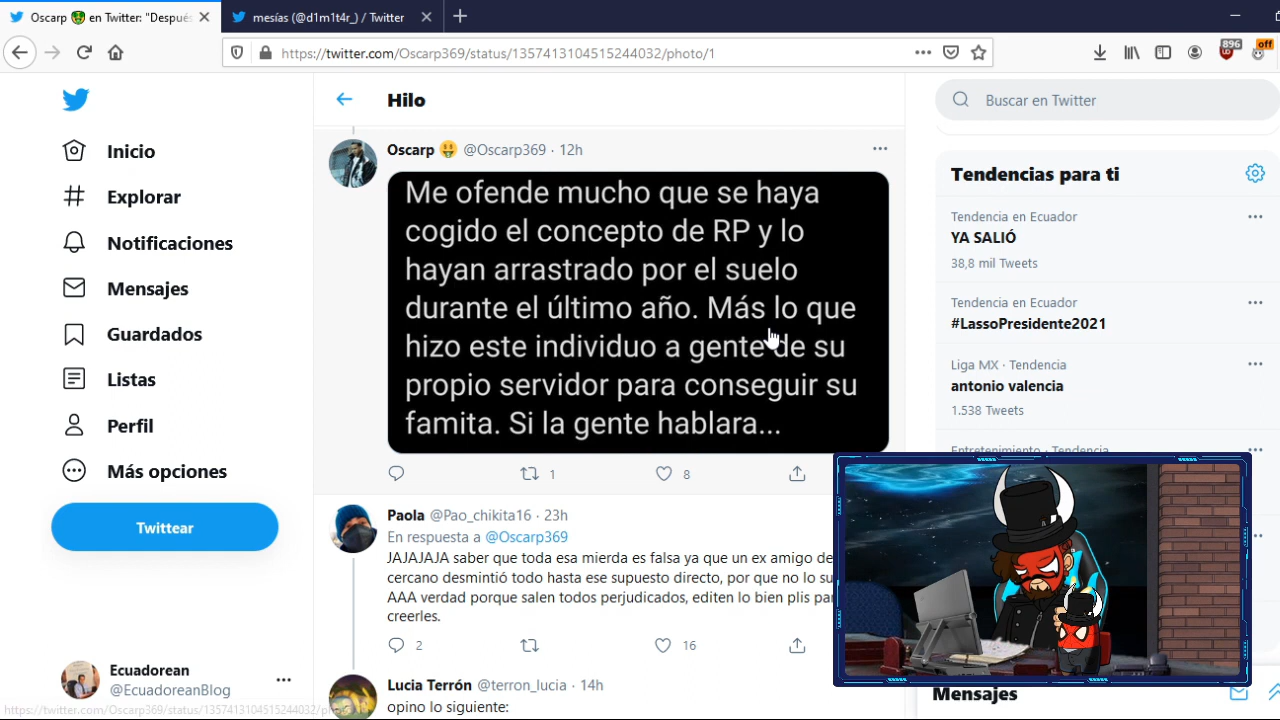 Oscarp en Twitter: "Despué
mesías (@d1m1t4r_) / Twitter
https://twitter.com/Oscarp369/status/1357413104515244032/photo/1
896
off
Inicio
Explorar
Notificaciones
Mensajes
Guardados
Listas
Perfil
Más opciones
Twittear
Ecuadorean
@EcuadoreanBlog
Hilo
Oscarp 🤑 @Oscarp369 · 12h
Me ofende mucho que se haya
cogido el concepto de RP y lo
hayan arrastrado por el suelo
durante el último año. Más lo que
hizo este individuo a gente de su
propio servidor para conseguir su
famita. Si la gente hablara...
1
8
Paola @Pao_chikita16 · 23h
En respuesta a @Oscarp369
JAJAJAJA saber que toda esa mierda es falsa ya que un ex amigo de
cercano desmintió todo hasta ese supuesto directo, por que no lo su
AAA verdad porque salen todos perjudicados, editen lo bien plis pa
creerles.
2
16
Lucia Terrón @terron_lucia · 14h
opino lo siguiente:
Buscar en Twitter
Tendencias para ti
Tendencia en Ecuador
YA SALIÓ
38,8 mil Tweets
Tendencia en Ecuador
#LassoPresidente2021
Liga MX · Tendencia
antonio valencia
1.538 Tweets
Entretenimiento · Tendencia
Mensajes
https://twitter.com/Oscarp369/status/1357413104515244032/ph